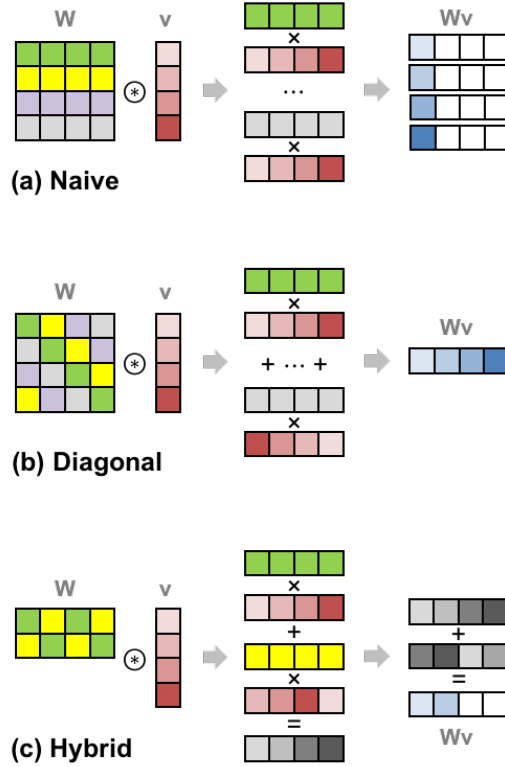 W v Wv
×
...
×
(a) Naive
W v
× Wv
+ ... +
×
(b) Diagonal
W v
×
+ +
× =
= Wv
(c) Hybrid